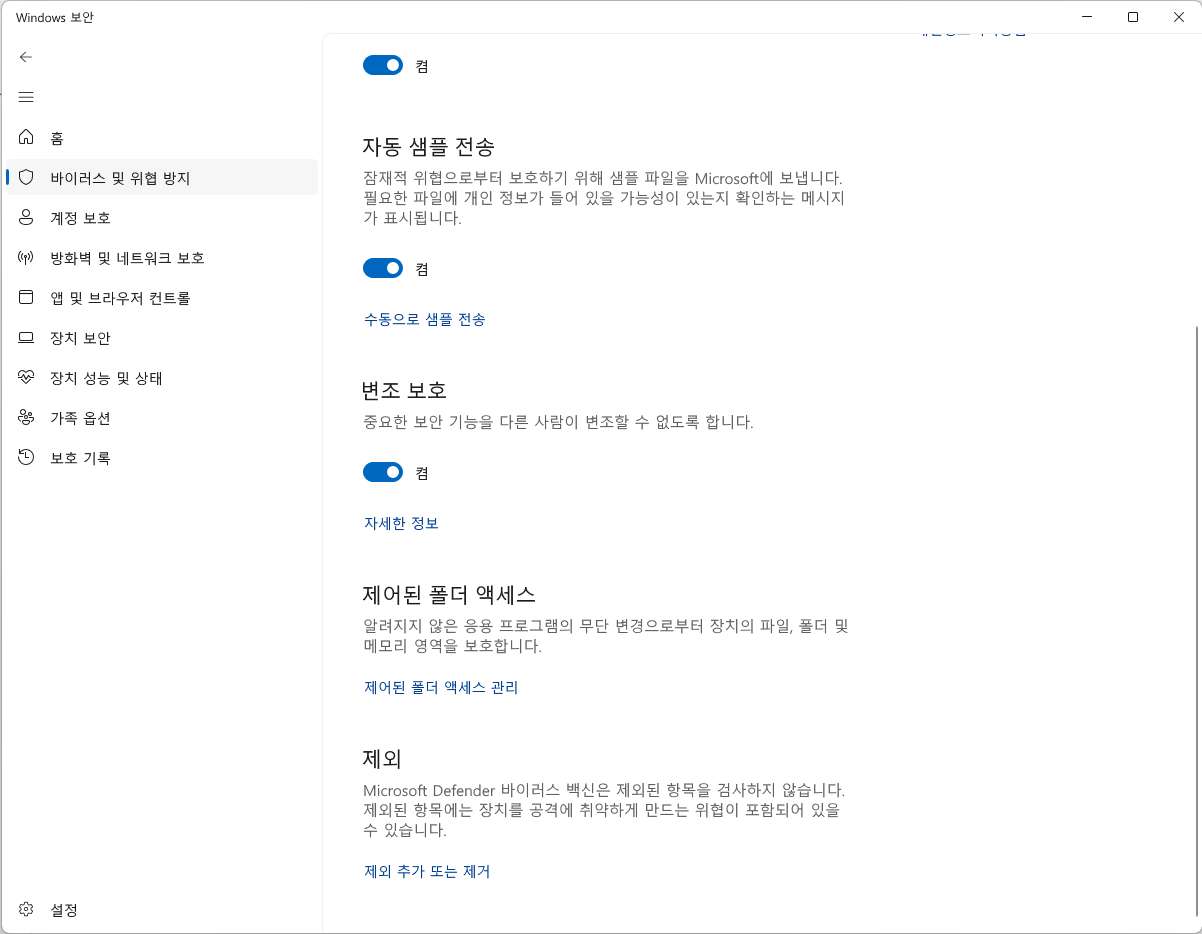 Windows 보안
켬
홈
바이러스 및 위협 방지
계정 보호
방화벽 및 네트워크 보호
앱 및 브라우저 컨트롤
장치 보안
장치 성능 및 상태
가족 옵션
보호 기록
설정
자동 샘플 전송
잠재적 위협으로부터 보호하기 위해 샘플 파일을 Microsoft에 보냅니다.
필요한 파일에 개인 정보가 들어 있을 가능성이 있는지 확인하는 메시지
가 표시됩니다.
켬
수동으로 샘플 전송
변조 보호
중요한 보안 기능을 다른 사람이 변조할 수 없도록 합니다.
켬
자세한 정보
제어된 폴더 액세스
알려지지 않은 응용 프로그램의 무단 변경으로부터 장치의 파일, 폴더 및
메모리 영역을 보호합니다.
제어된 폴더 액세스 관리
제외
Microsoft Defender 바이러스 백신은 제외된 항목을 검사하지 않습니다.
제외된 항목에는 장치를 공격에 취약하게 만드는 위협이 포함되어 있을
수 있습니다.
제외 추가 또는 제거